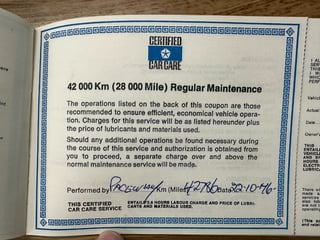 CERTIFIED
CAR CARE
42 000 Km (28 000 Mile) Regular Maintenance
The operations listed on the back of this coupon are those
recommended to ensure efficient, economical vehicle opera-
tion. Charges for this service will be as listed hereunder plus
the price of lubricants and materials used.
Should any additional operations be found necessary during
the course of this service and authorization is obtained from
you to proceed, a separate charge over and above the
normal maintenance service will be made.
Performed by Km (Miles) Date
THIS CERTIFIED
CAR CARE SERVICE
ENTAILS HOURS LABOUR CHARGE AND PRICE OF LUBRI-
CANTS AND MATERIALS USED.